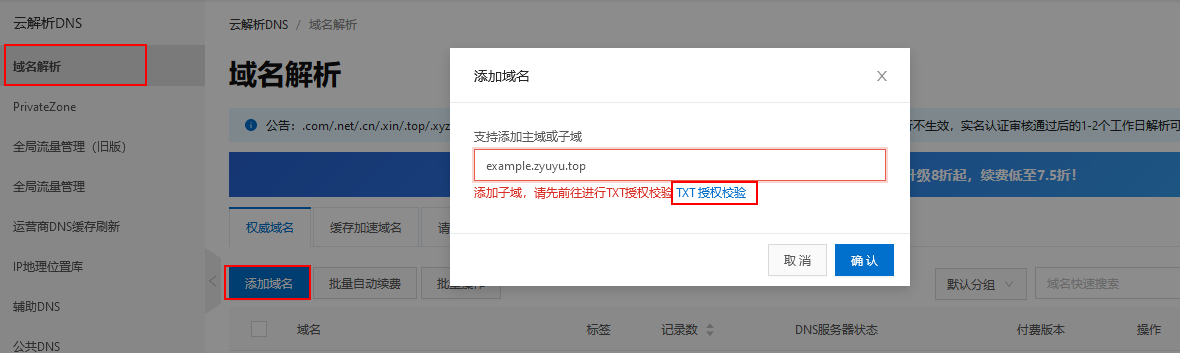 云解析DNS
域名解析
PrivateZone
全局流量管理（旧版）
全局流量管理
运营商DNS缓存刷新
IP地理位置库
辅助DNS
公共DNS
云解析DNS / 域名解析
域名解析
公告：.com/.net/.cn/.xin/.top/.xyz
不生效，实名认证审核通过后的1-2个工作日解析可
升级8折起，续费低至7.5折！
添加域名
支持添加主域或子域
example.zyuyu.top
添加子域，请先前往进行TXT授权校验 TXT 授权校验
取消 确认
权威域名 缓存加速域名
添加域名 批量自动续费 批量操作 默认分组 域名快速搜索
域名 标签 记录数 DNS服务器状态 付费版本 操作